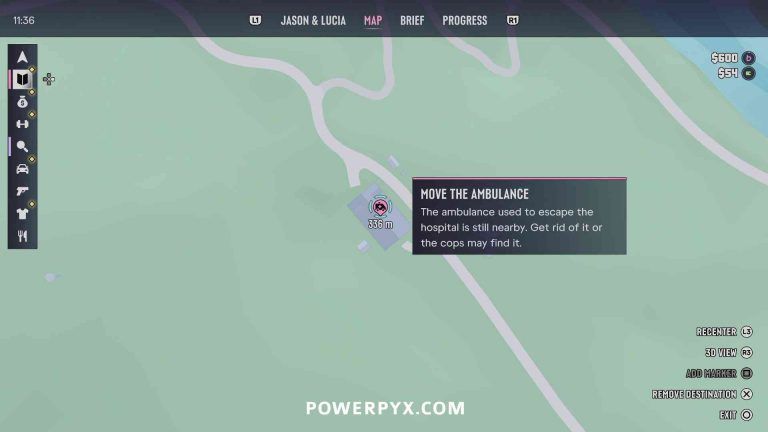 11:36
L1
JASON & LUCIA
MAP
BRIEF
PROGRESS
R1
$600
$54
MOVE THE AMBULANCE
The ambulance used to escape the
hospital is still nearby. Get rid of it or
the cops may find it.
336 m
RECENTER L3
3D VIEW R3
ADD MARKER
REMOVE DESTINATION
EXIT
POWERPYX.COM